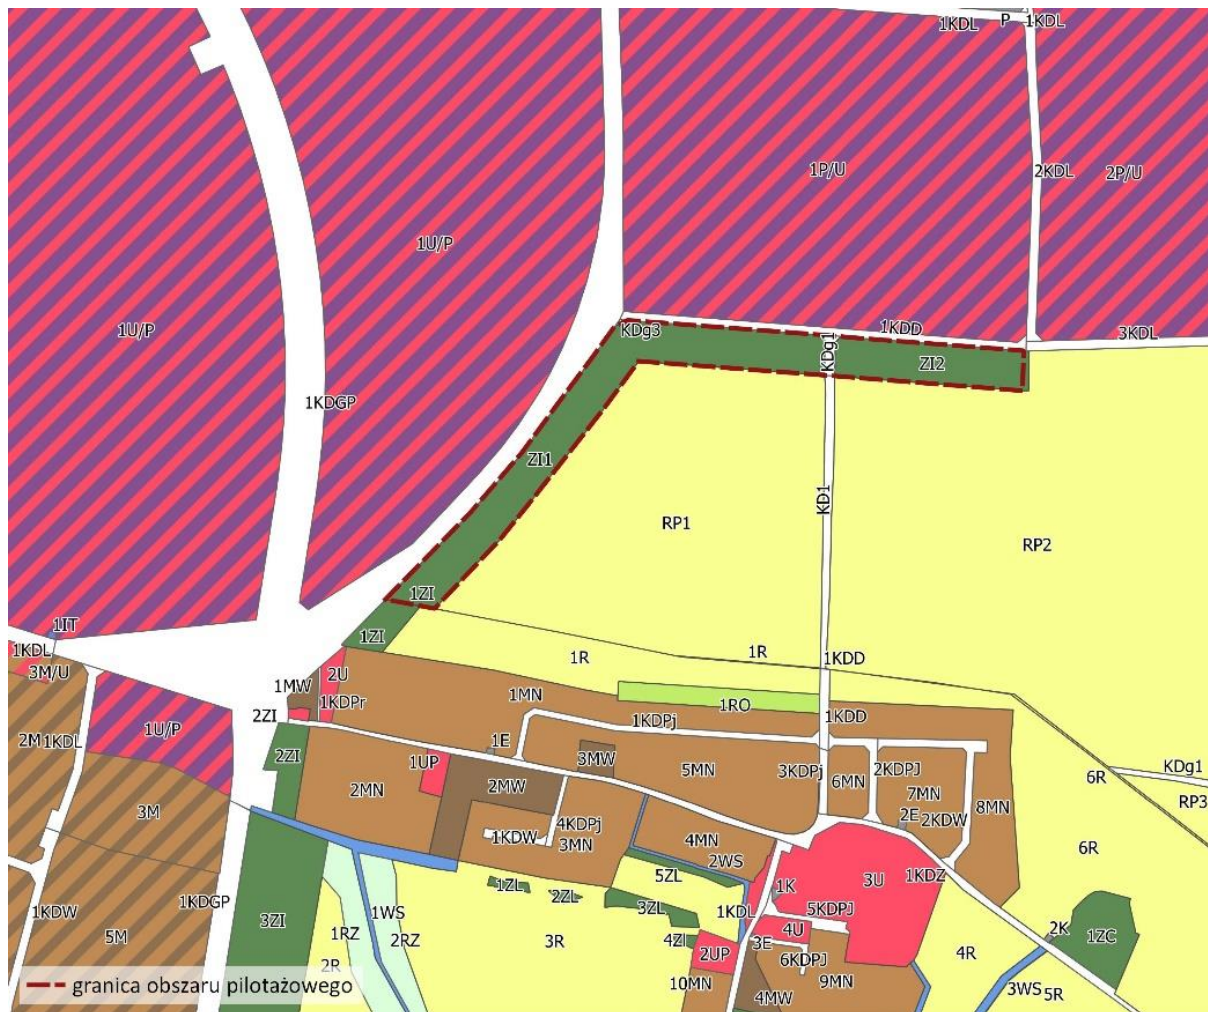 1KDL
P
1KDL
1P/U
2KDL
2P/U
1U/P
1U/P
KDg3
1KDD
3KDL
KDg1
ZI2
1KDGP
ZI1
KD1
RP1
RP2
1ZI
1IT
1ZI
1KDL
3M/U
1R
1R
1KDD
2U
1MW
1MN
1KDPr
1RO
2ZI
1KDPj
1KDD
1U/P
2M
1KDL
1E
2ZI
1UP
3MW
5MN
3KDPj
2KDPJ
6MN
KDg1
6R
2MN
2MW
7MN
RP3
8MN
3M
2E
2KDW
4KDPj
1KDW
3MN
4MN
6R
2WS
5ZL
3U
1KDZ
1ZL
1K
1KDGP
2ZL
3ZL
1KDL
5KDPJ
1KDW
1WS
3ZI
4U
2K
5M
1RZ
2RZ
3R
4ZI
3E
1ZC
2UP
4R
2R
6KDPJ
10MN
9MN
3WS
5R
4MW
granica obszaru pilotażowego